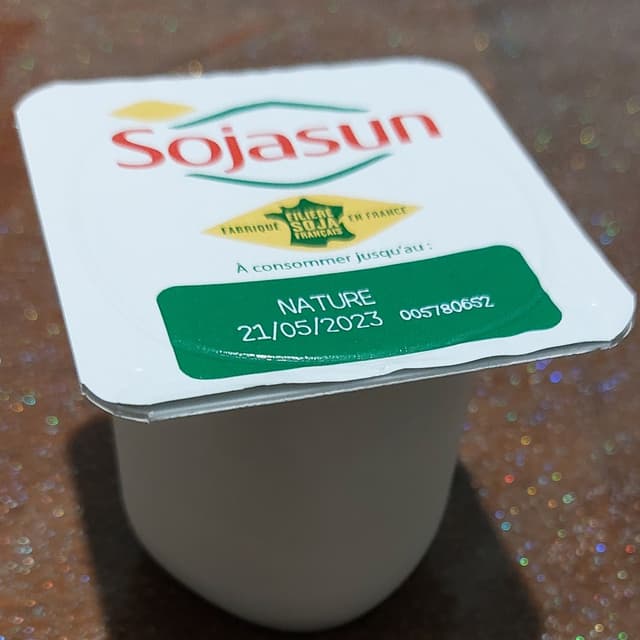 Sojasun
FABRIQUÉ EN FRANCE
FILIÈRE
SOJA
FRANÇAIS
À consommer jusqu'au :
NATURE
21/05/2023 005780652